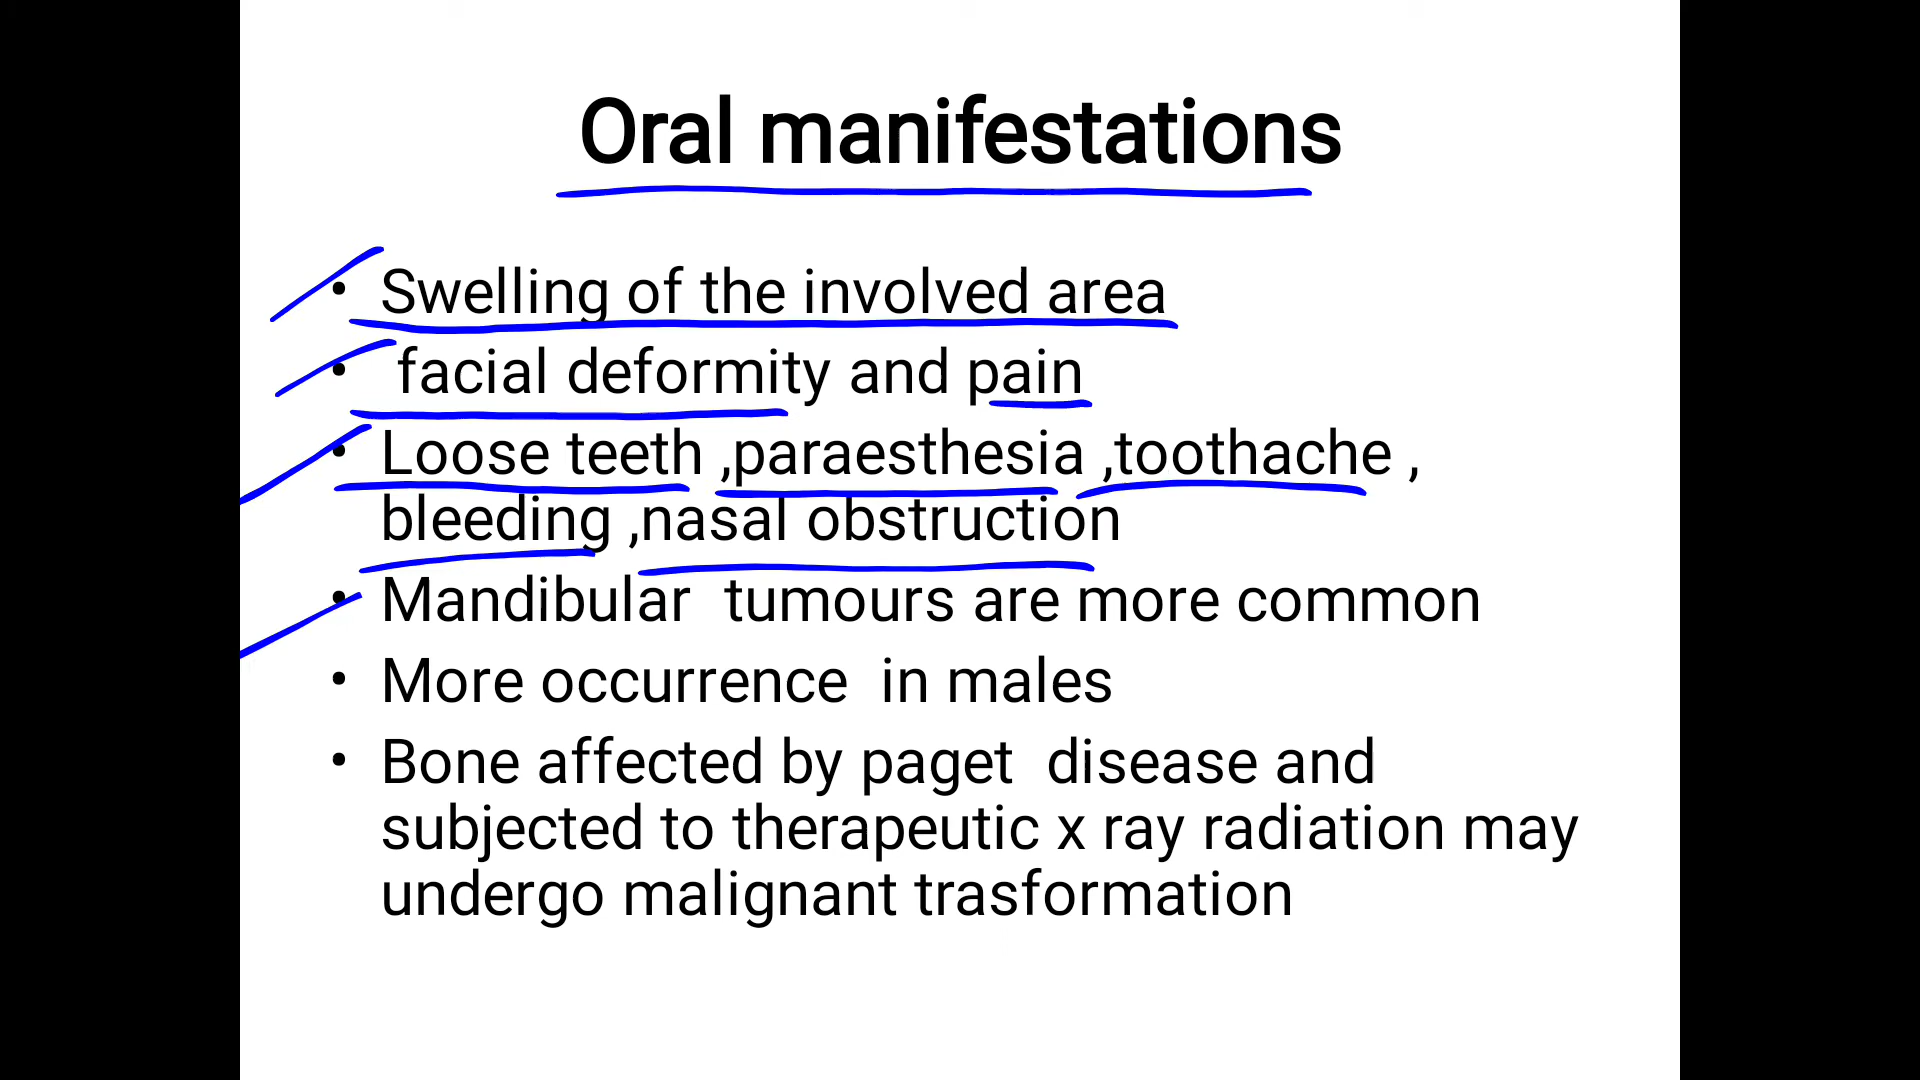 Oral manifestations
• Swelling of the involved area
• facial deformity and pain
• Loose teeth ,paraesthesia ,toothache ,
bleeding ,nasal obstruction
• Mandibular tumours are more common
• More occurrence in males
• Bone affected by paget disease and
subjected to therapeutic x ray radiation may
undergo malignant trasformation